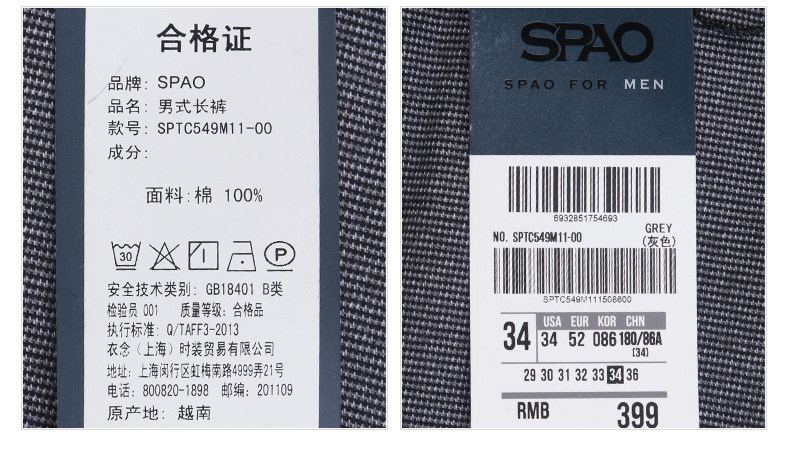 合格证
品牌: SPAO
品名: 男式长裤
款号: SPTC549M11-00
成分:
面料:棉 100%
30
P
安全技术类别: GB18401 B类
检验员 001 质量等级: 合格品
执行标准: Q/TAFF3-2013
衣念（上海）时装贸易有限公司
地址: 上海闵行区虹梅南路4999弄21号
电话: 800820-1898 邮编: 201109
原产地: 越南
SPAO
SPAO FOR MEN
6932851754693
GREY
NO. SPTC549M11-00
(灰色)
SPTC549M111508600
USA EUR KOR CHN
34 34 52 086 180/86A
(34)
29 30 31 32 33 34 36
RMB 399